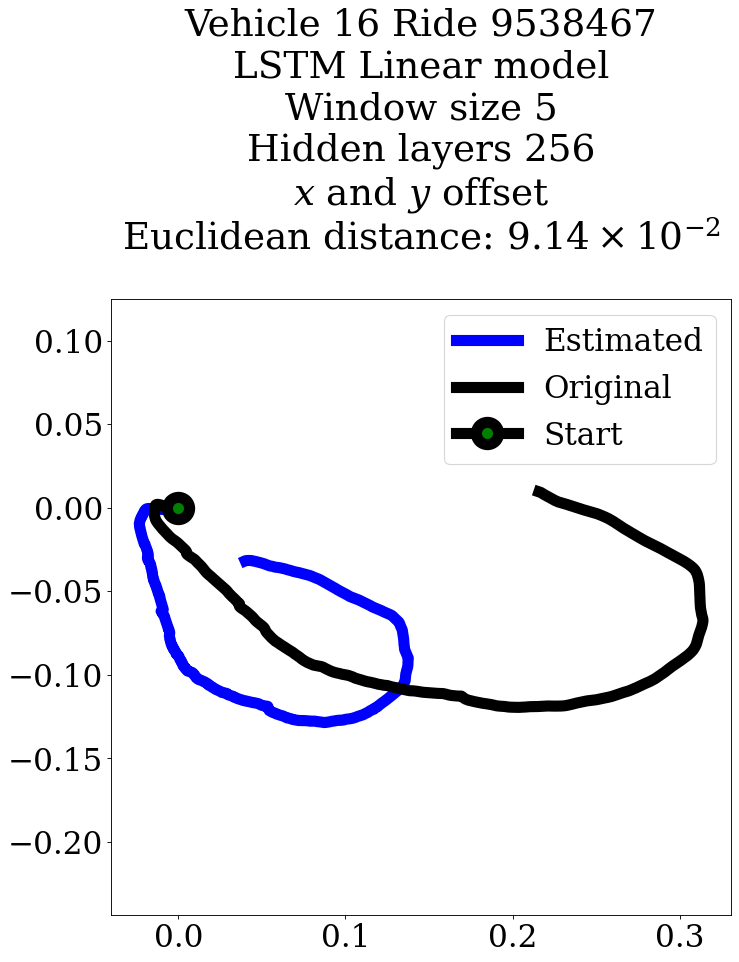 Vehicle 16 Ride 9538467
LSTM Linear model
Window size 5
Hidden layers 256
x and y offset
Euclidean distance: 9.14 × 10⁻²
Estimated
Original
Start
0.10
0.05
0.00
−0.05
−0.10
−0.15
−0.20
0.0 0.1 0.2 0.3